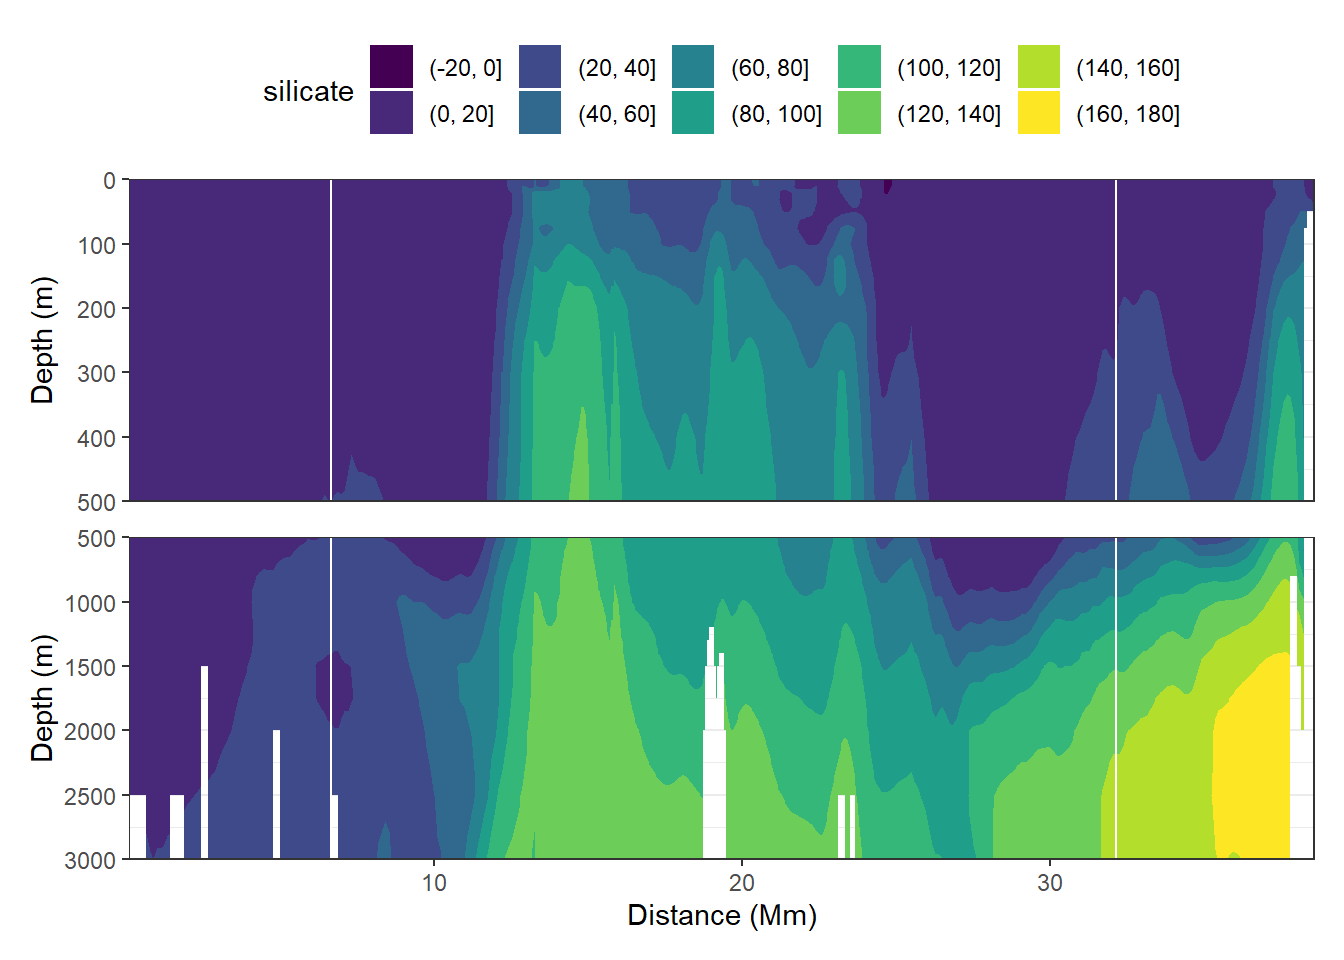 silicate
(-20, 0] (20, 40] (60, 80] (100, 120] (140, 160]
(0, 20] (40, 60] (80, 100] (120, 140] (160, 180]
Depth (m)
0
100
200
300
400
500
Depth (m)
500
1000
1500
2000
2500
3000
10 20 30
Distance (Mm)